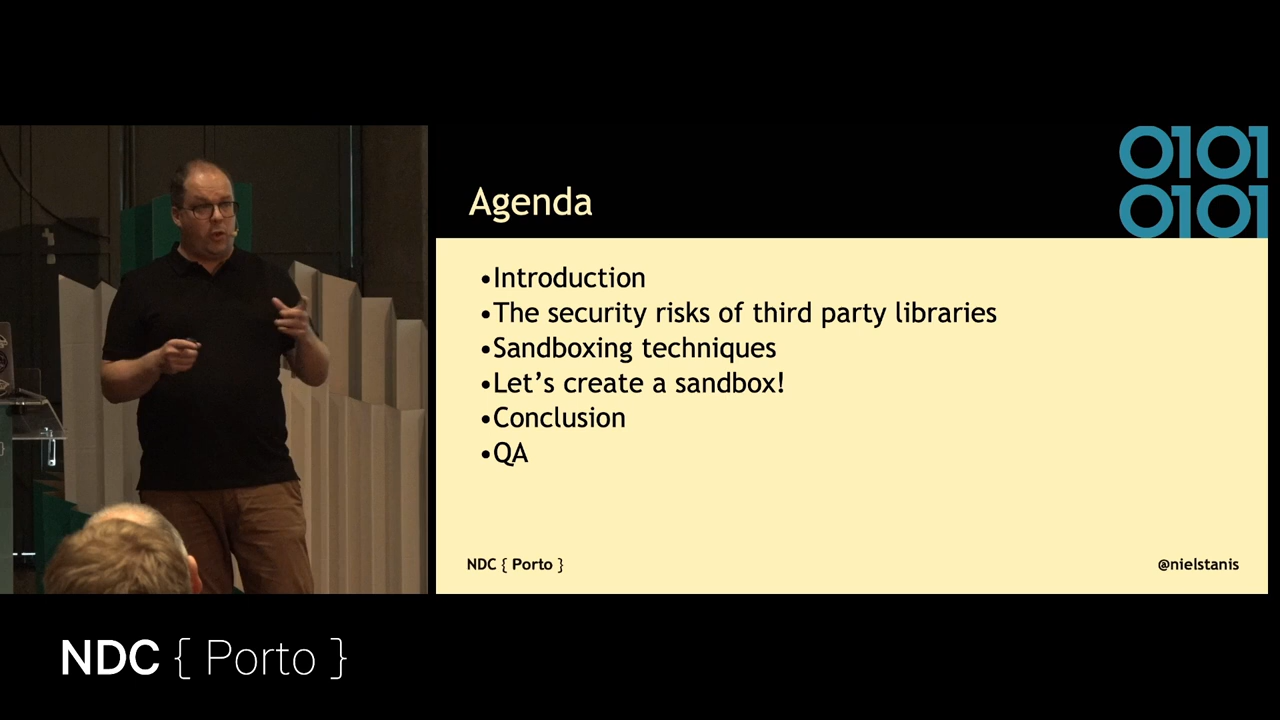 0101
0101
Agenda
•Introduction
•The security risks of third party libraries
•Sandboxing techniques
•Let's create a sandbox!
•Conclusion
•QA
NDC { Porto }
@nielstanis
NDC { Porto }